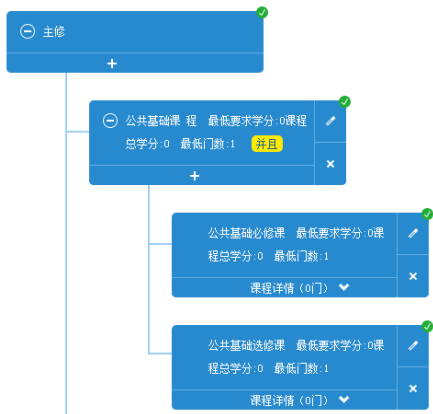 主修
+
公共基础课 程 最低要求学分:0课程
总学分:0 最低门数:1 并且
+
公共基础必修课 最低要求学分:0课
程总学分:0 最低门数:1
课程详情（0门）
公共基础选修课 最低要求学分:0课
程总学分:0 最低门数:1
课程详情（0门）